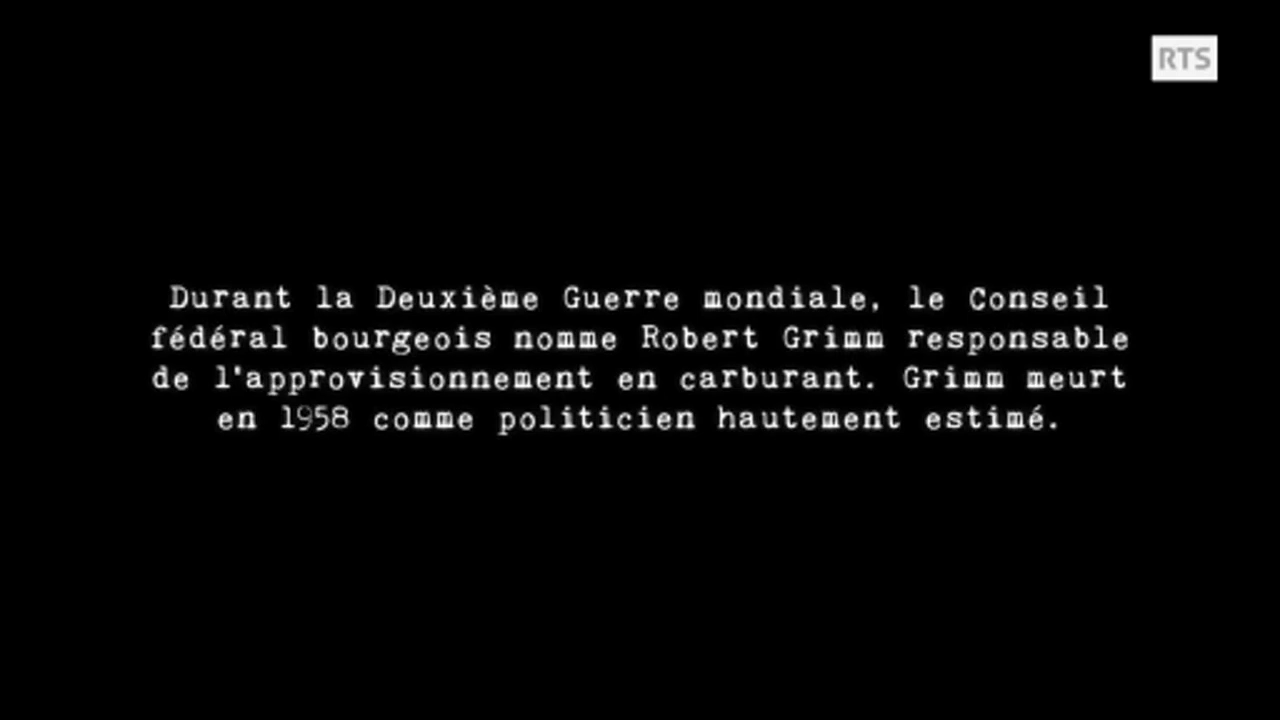 RTS
Durant la Deuxième Guerre mondiale, le Conseil
fédéral bourgeois nomme Robert Grimm responsable
de l'approvisionnement en carburant. Grimm meurt
en 1958 comme politicien hautement estimé.